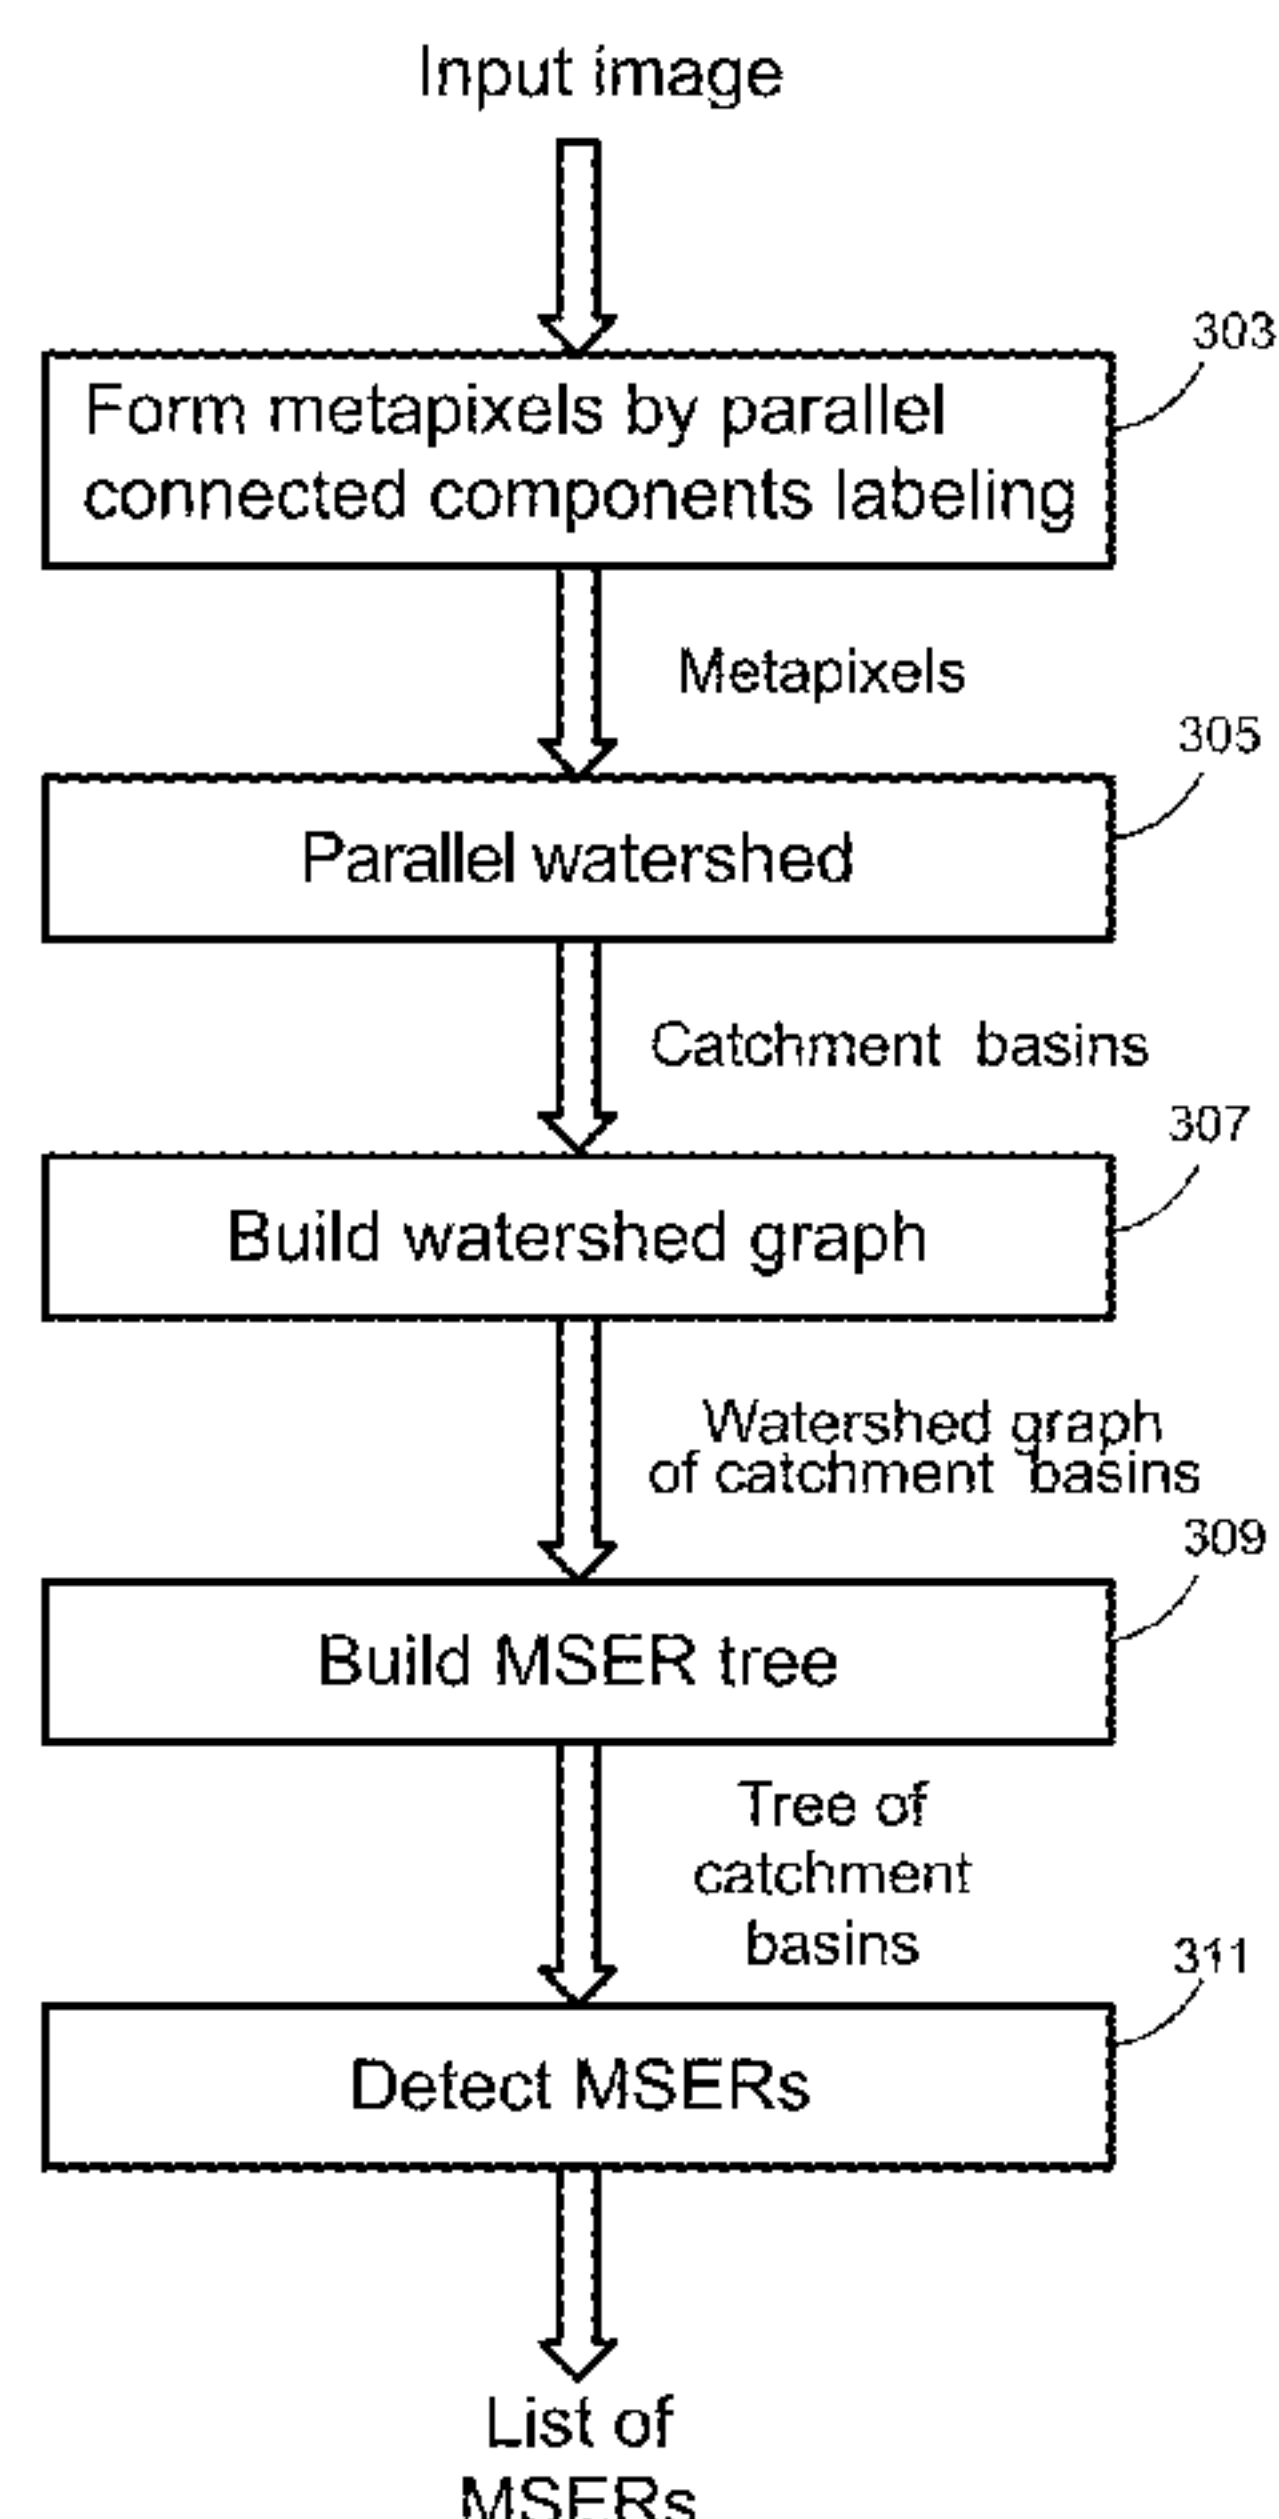 Input image
303
Form metapixels by parallel
connected components labeling
Metapixels
305
Parallel watershed
Catchment basins
307
Build watershed graph
Watershed graph
of catchment basins
309
Build MSER tree
Tree of
catchment
basins
311
Detect MSERs
List of
MSERs